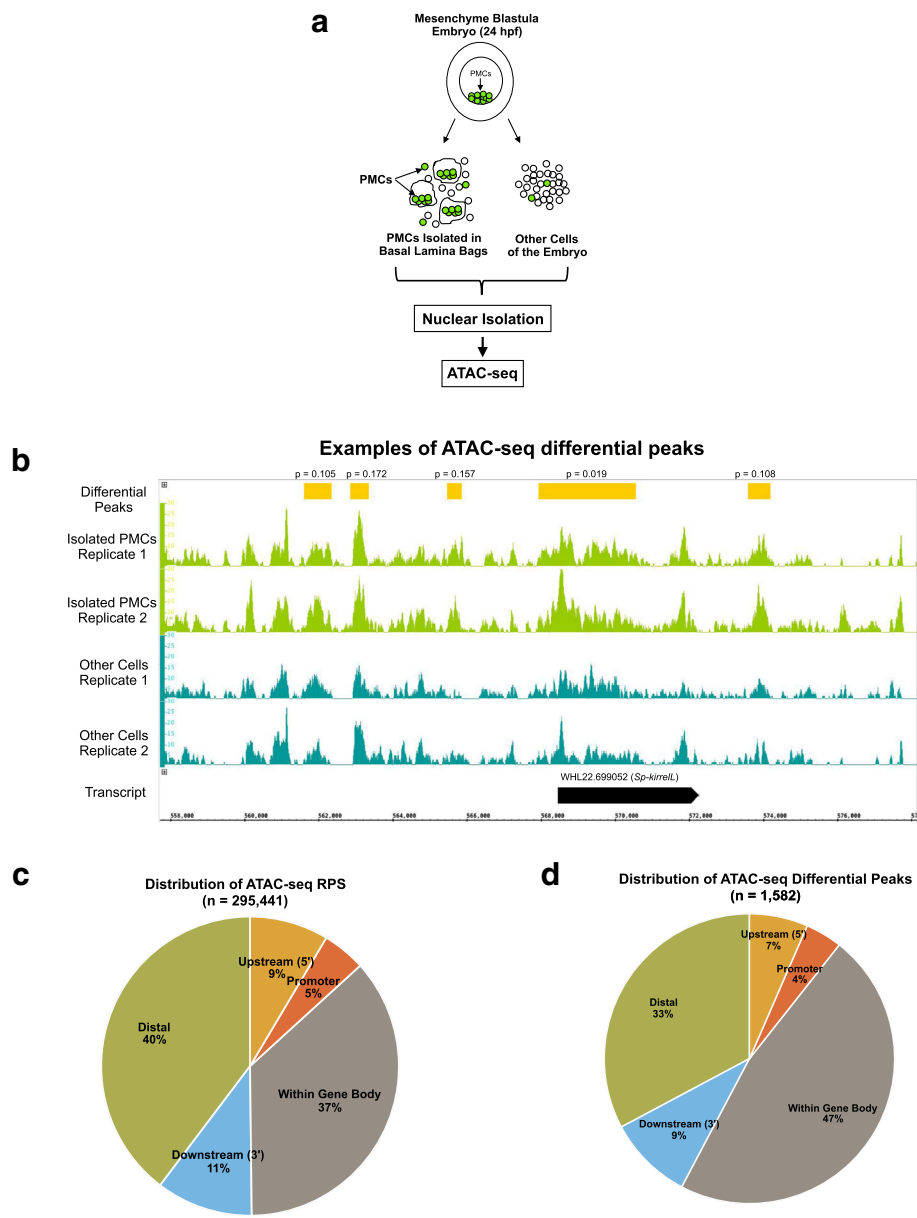 a
Mesenchyme Blastula
Embryo (24 hpf)
PMCs
PMCs
PMCs Isolated in
Basal Lamina Bags
Other Cells
of the Embryo
Nuclear Isolation
ATAC-seq
b
Examples of ATAC-seq differential peaks
p = 0.105 p = 0.172 p = 0.157 p = 0.019 p = 0.108
Differential
Peaks
Isolated PMCs
Replicate 1
Isolated PMCs
Replicate 2
Other Cells
Replicate 1
Other Cells
Replicate 2
WHL22.699052 (Sp-kirrelL)
Transcript
558,000 560,000 562,000 564,000 566,000 568,000 570,000 572,000 574,000 576,000
c
Distribution of ATAC-seq RPS
(n = 295,441)
Upstream (5')
9%
Promoter
5%
Distal
40%
Within Gene Body
37%
Downstream (3')
11%
d
Distribution of ATAC-seq Differential Peaks
(n = 1,582)
Upstream (5')
7%
Promoter
4%
Distal
33%
Within Gene Body
47%
Downstream (3')
9%